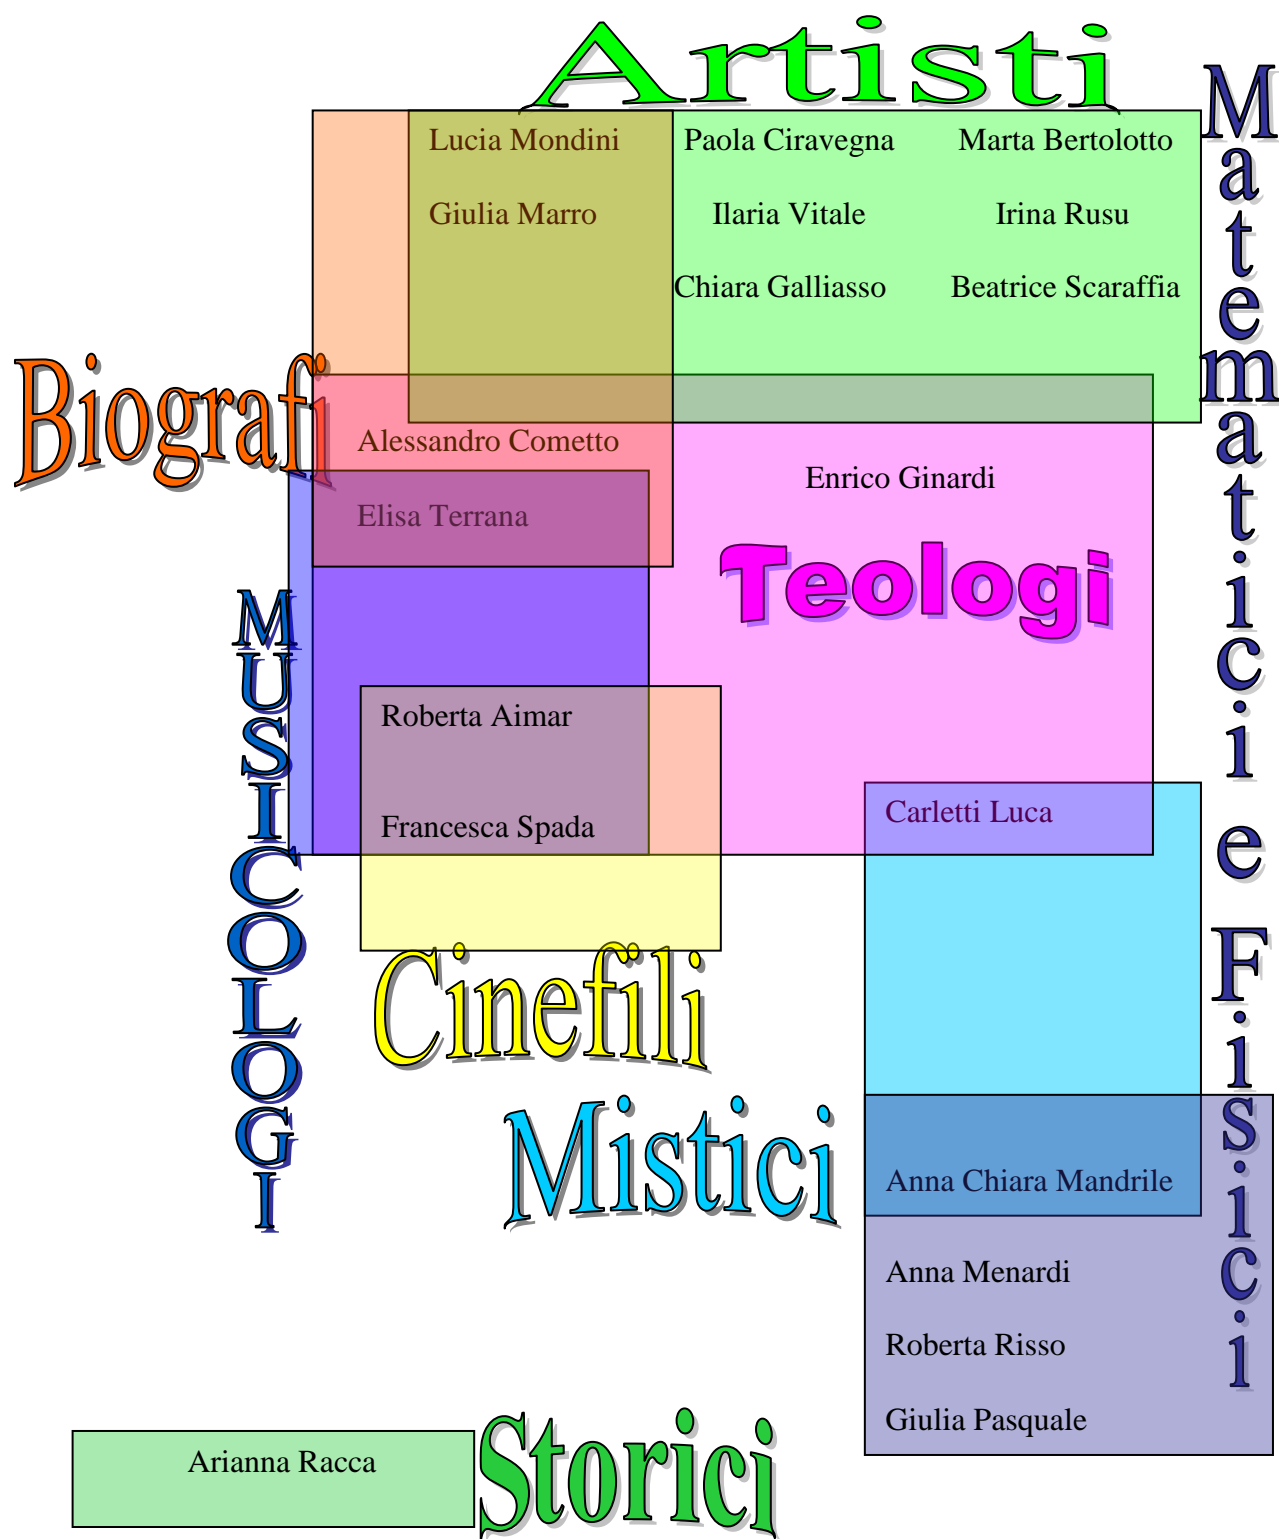 Artisti
Matematici e Fisici
Lucia Mondini
Paola Ciravegna
Marta Bertolotto
Giulia Marro
Ilaria Vitale
Irina Rusu
Chiara Galliasso
Beatrice Scaraffia
Biografi
Alessandro Cometto
Enrico Ginardi
Elisa Terrana
Teologi
MUSICOLOGI
Roberta Aimar
Carletti Luca
Francesca Spada
Cinefili
Mistici
Anna Chiara Mandrile
Anna Menardi
Roberta Risso
Giulia Pasquale
Storici
Arianna Racca